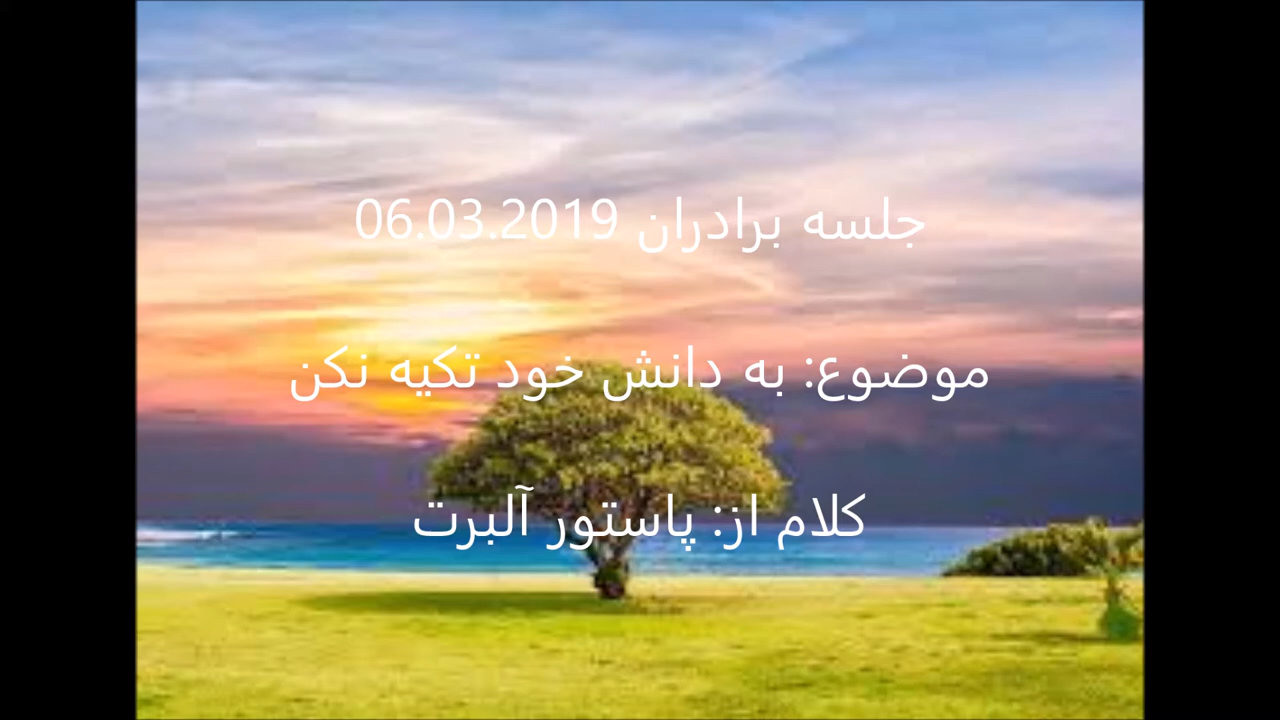 جلسه برادران 06.03.2019
موضوع: به دانش خود تکیه نکن
کلام از: پاستور آلبرت